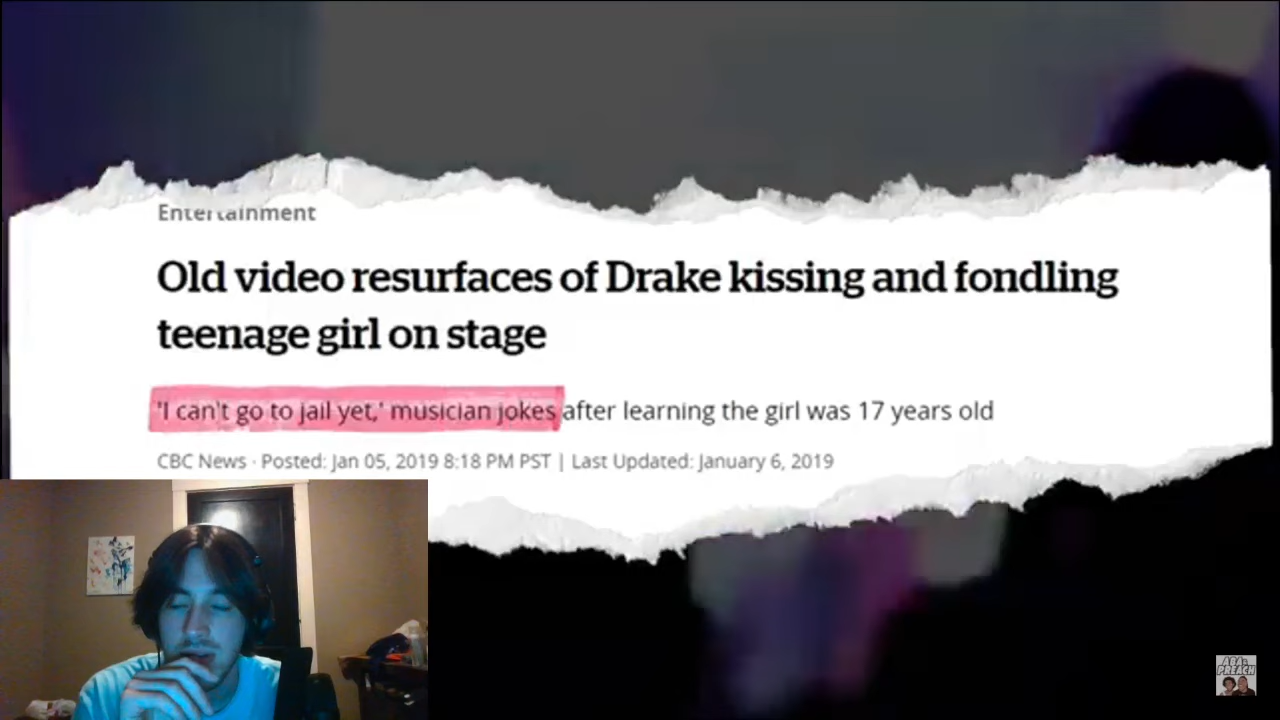 Entertainment
Old video resurfaces of Drake kissing and fondling
teenage girl on stage
'I can't go to jail yet,' musician jokes after learning the girl was 17 years old
CBC News · Posted: Jan 05, 2019 8:18 PM PST | Last Updated: January 6, 2019
ABA&
PREACH